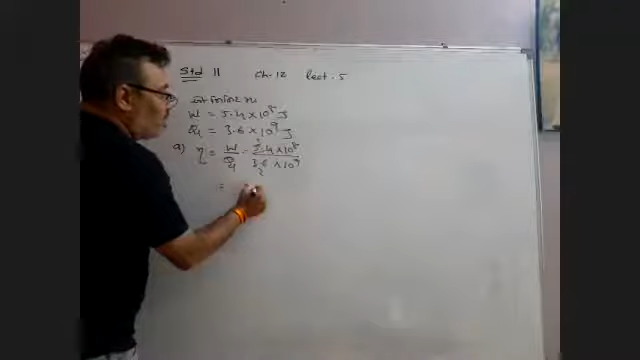 Std 11 Ch.12 Lect. 5
W = 5.4 × 10⁸ J
= 3.6 × 10⁹ J
a) η = W/Q₁ = 5.4 × 10⁸ / 3.6 × 10⁹
=